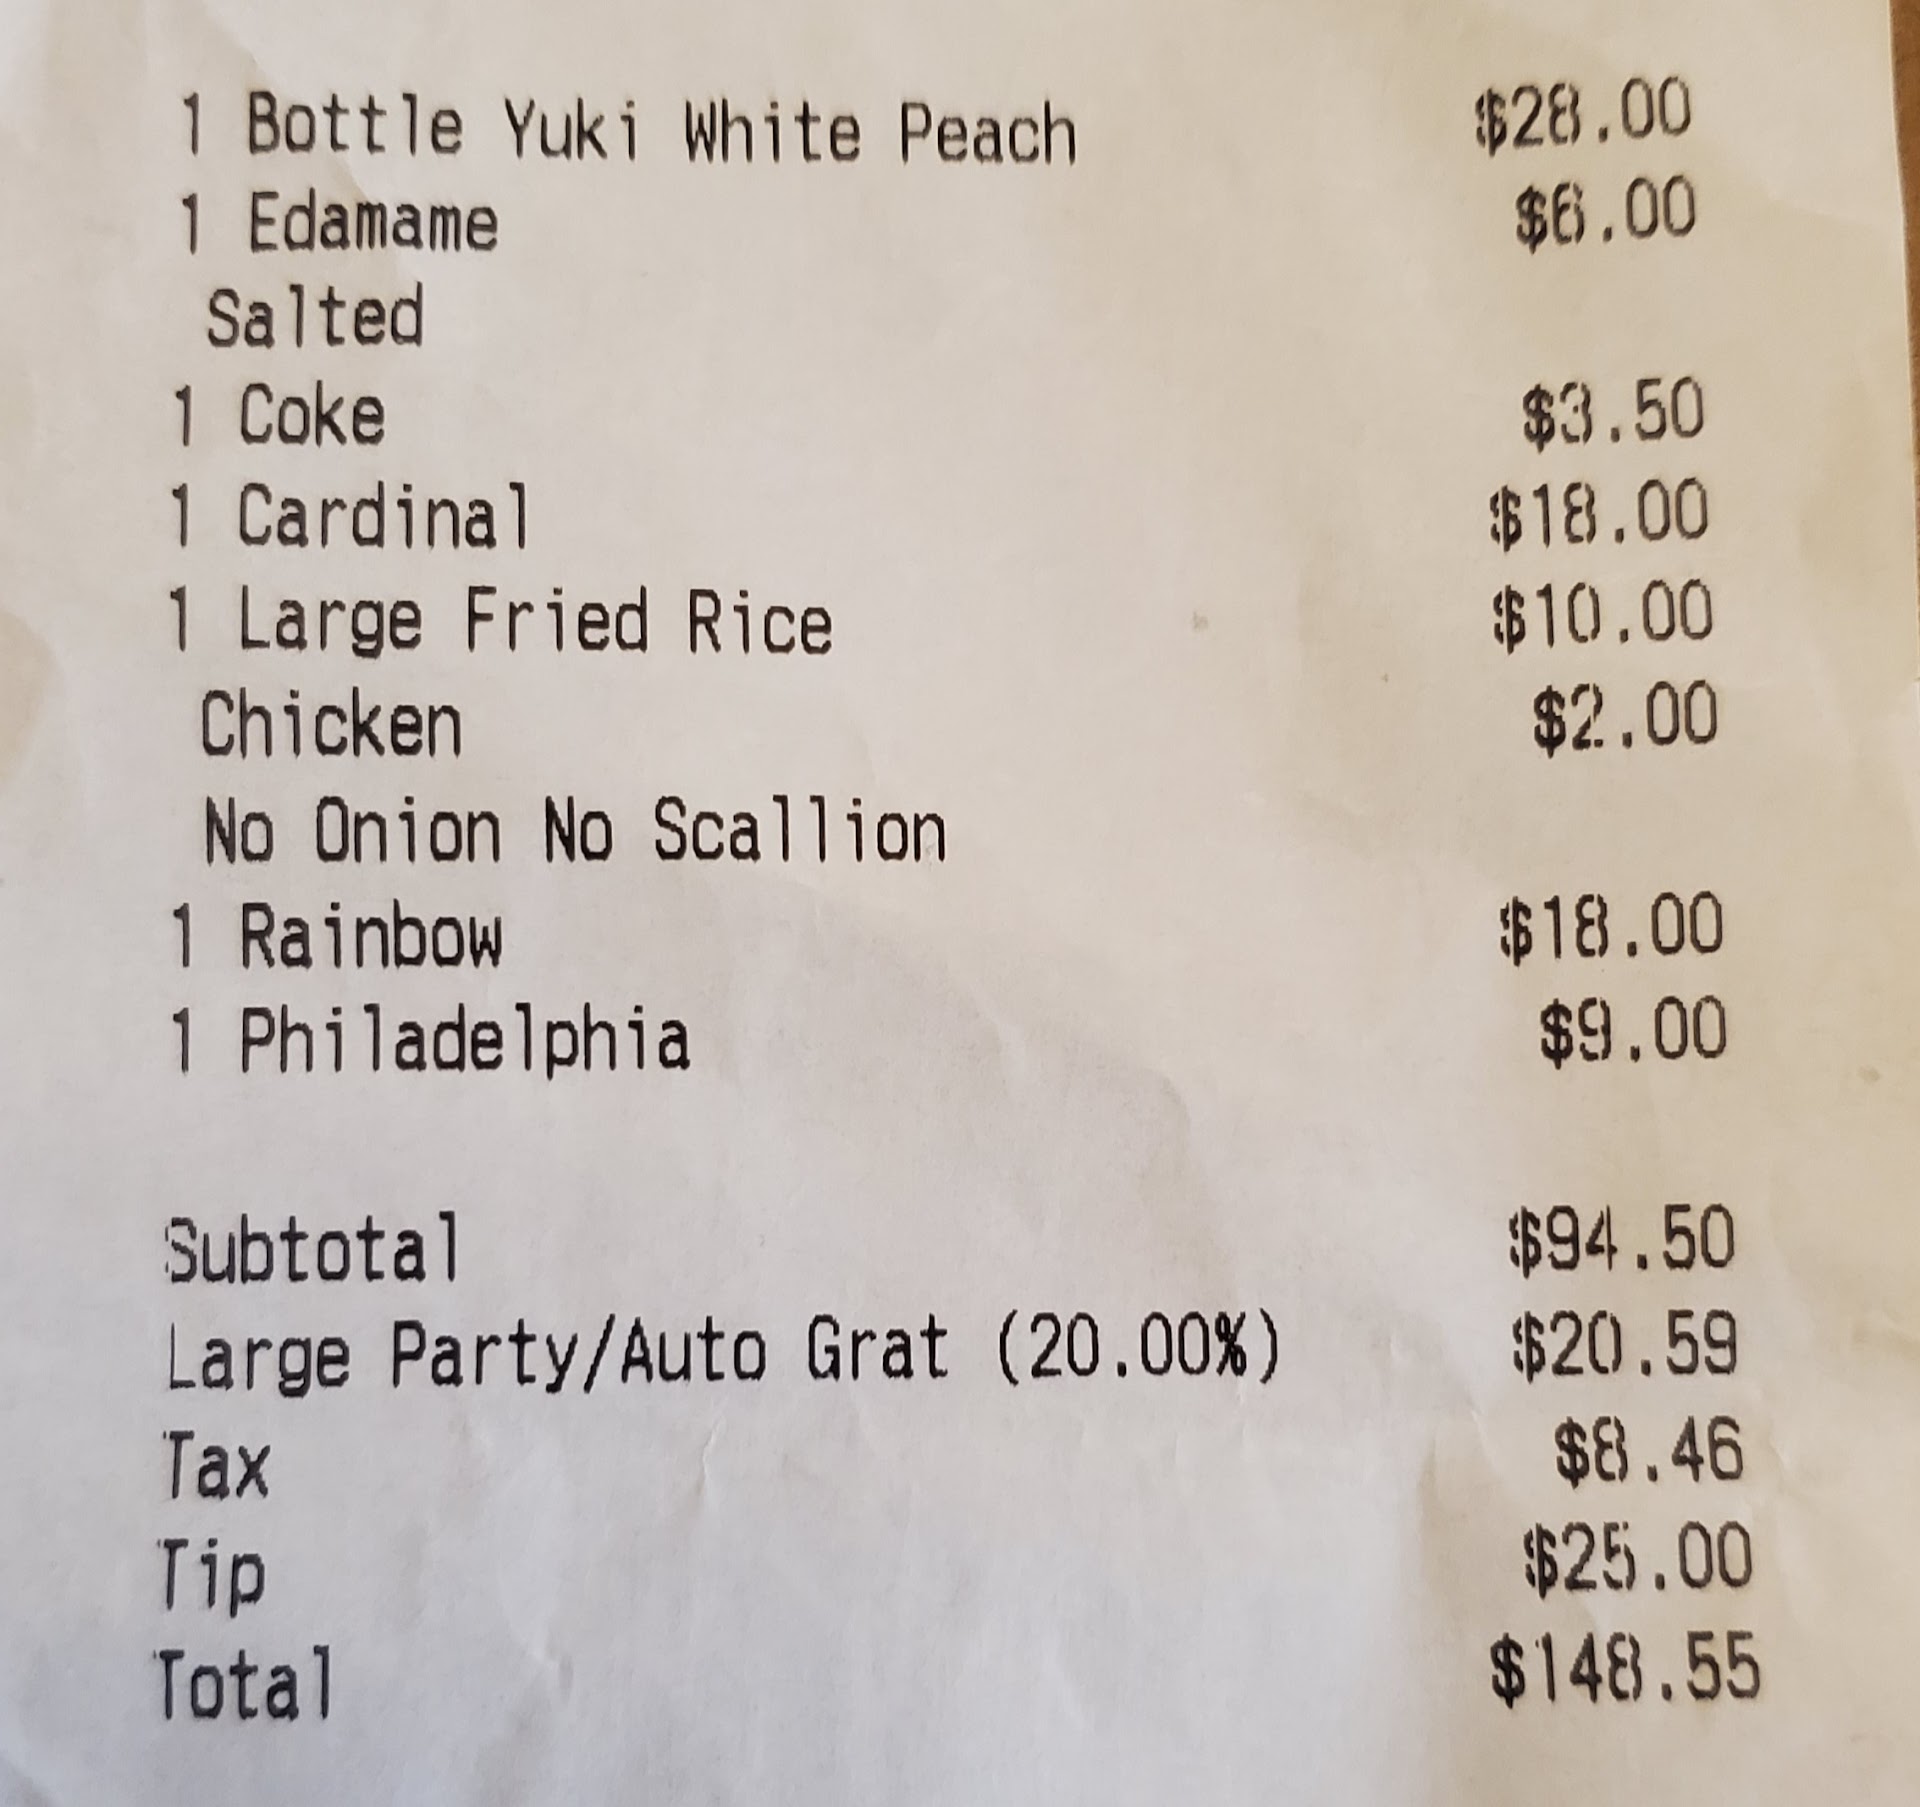 1 Bottle Yuki White Peach $28.00
1 Edamame $6.00
Salted
1 Coke $3.50
1 Cardinal $18.00
1 Large Fried Rice $10.00
Chicken $2.00
No Onion No Scallion
1 Rainbow $18.00
1 Philadelphia $9.00
Subtotal $94.50
Large Party/Auto Grat (20.00%) $20.59
Tax $8.46
Tip $25.00
Total $148.55